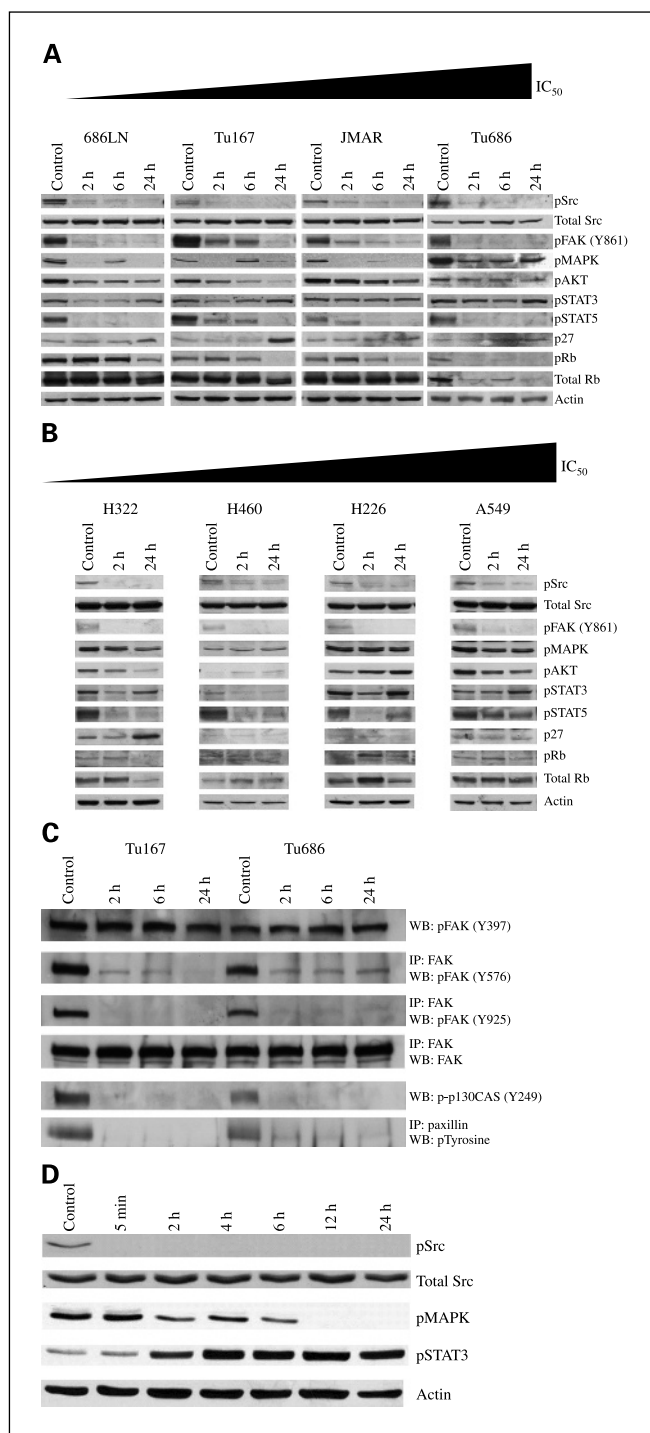 A
IC50
686LN Tu167 JMAR Tu686
Control 2 h 6 h 24 h Control 2 h 6 h 24 h Control 2 h 6 h 24 h Control 2 h 6 h 24 h
pSrc
Total Src
pFAK (Y861)
pMAPK
pAKT
pSTAT3
pSTAT5
p27
pRb
Total Rb
Actin
B
IC50
H322 H460 H226 A549
Control 2 h 24 h Control 2 h 24 h Control 2 h 24 h Control 2 h 24 h
pSrc
Total Src
pFAK (Y861)
pMAPK
pAKT
pSTAT3
pSTAT5
p27
pRb
Total Rb
Actin
C
Tu167 Tu686
Control 2 h 6 h 24 h Control 2 h 6 h 24 h
WB: pFAK (Y397)
IP: FAK
WB: pFAK (Y576)
IP: FAK
WB: pFAK (Y925)
IP: FAK
WB: FAK
WB: p-p130CAS (Y249)
IP: paxillin
WB: pTyrosine
D
Control 5 min 2 h 4 h 6 h 12 h 24 h
pSrc
Total Src
pMAPK
pSTAT3
Actin